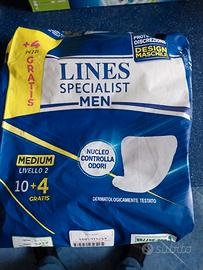 +4
PEZZI
GRATIS
PROTEZIONE
DISCREZIONE
DESIGN
MASCHILE
LINES
SPECIALIST
MEN
NUCLEO
CONTROLLA
ODORI
MEDIUM
LIVELLO 2
10+4
GRATIS
DERMATOLOGICAMENTE TESTATO
Subito